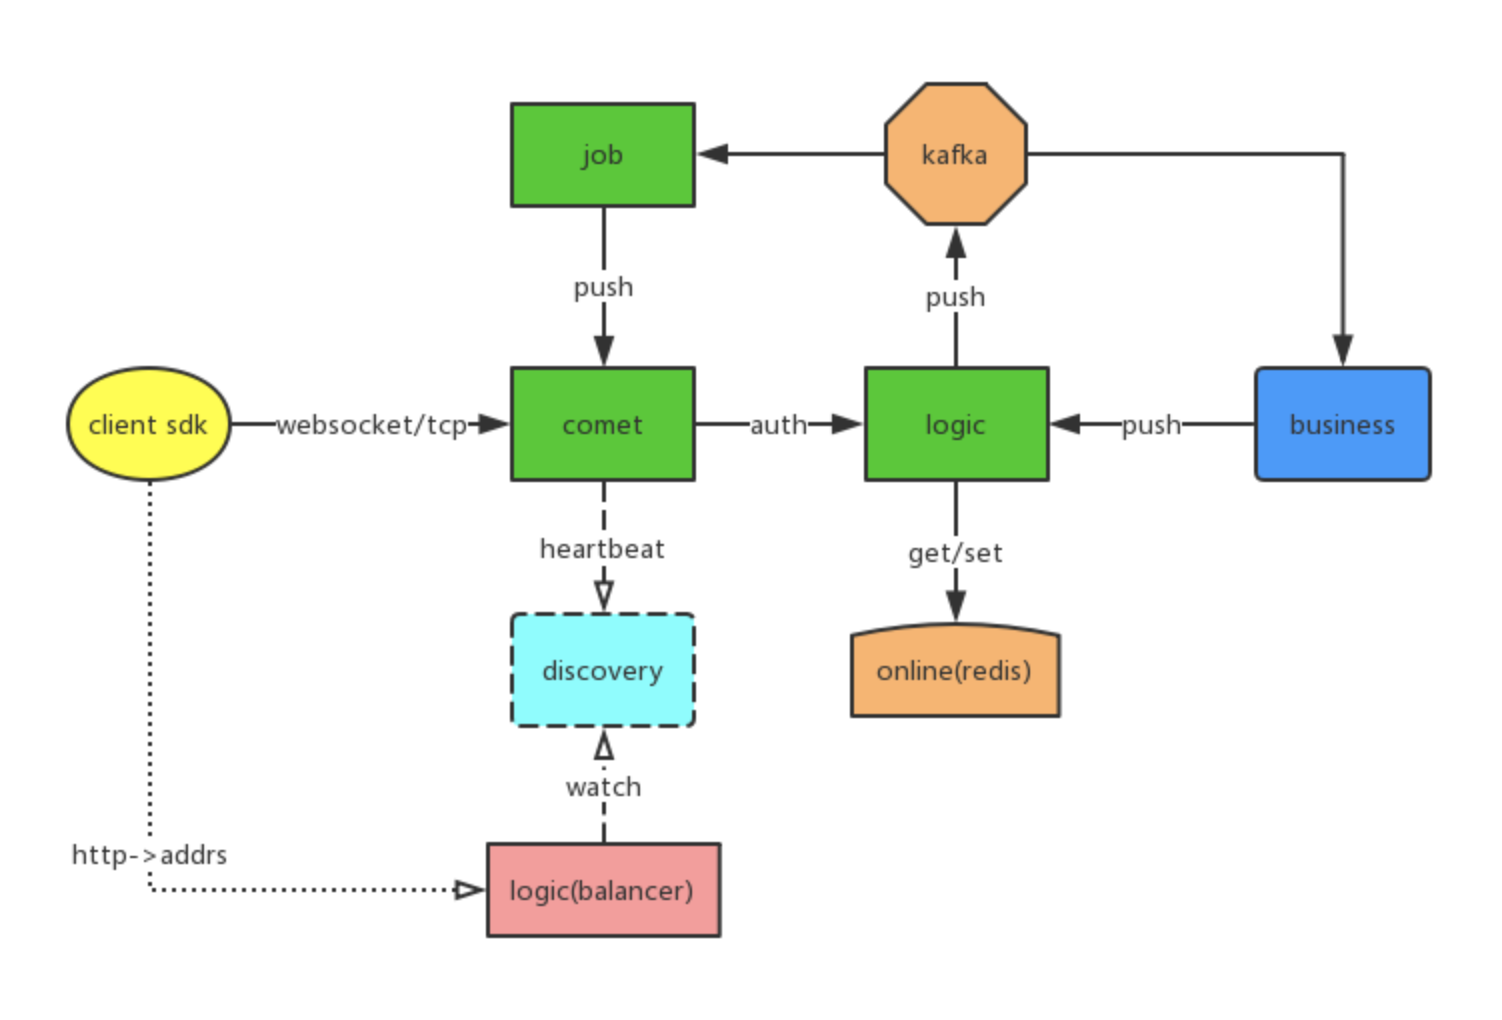 job
kafka
push
push
client sdk
websocket/tcp
comet
auth
logic
push
business
heartbeat
get/set
discovery
online(redis)
watch
http->addrs
logic(balancer)